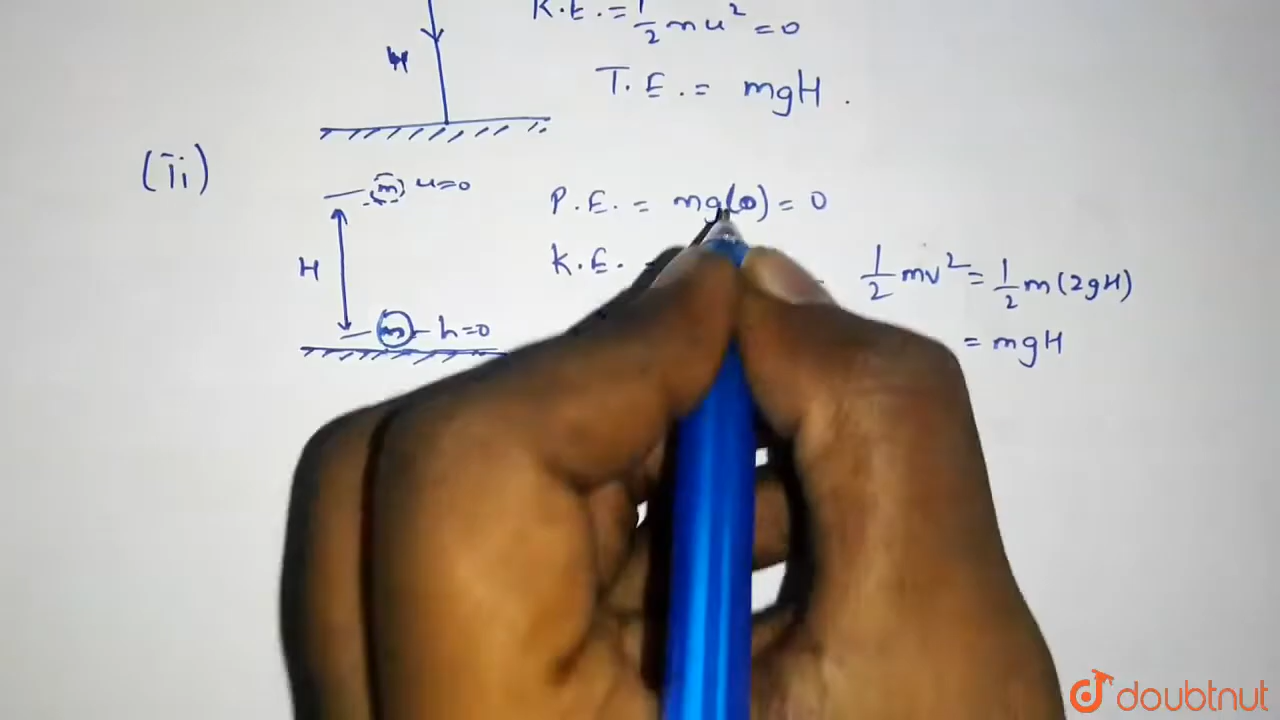 K.E. = 1/2 mu² = 0
H
T.E. = mgH.
(ii)
m u=0
P.E. = mg(0) = 0
H
K.E.
1/2 mv² = 1/2 m(2gH)
m h=0
= mgH
doubtnut